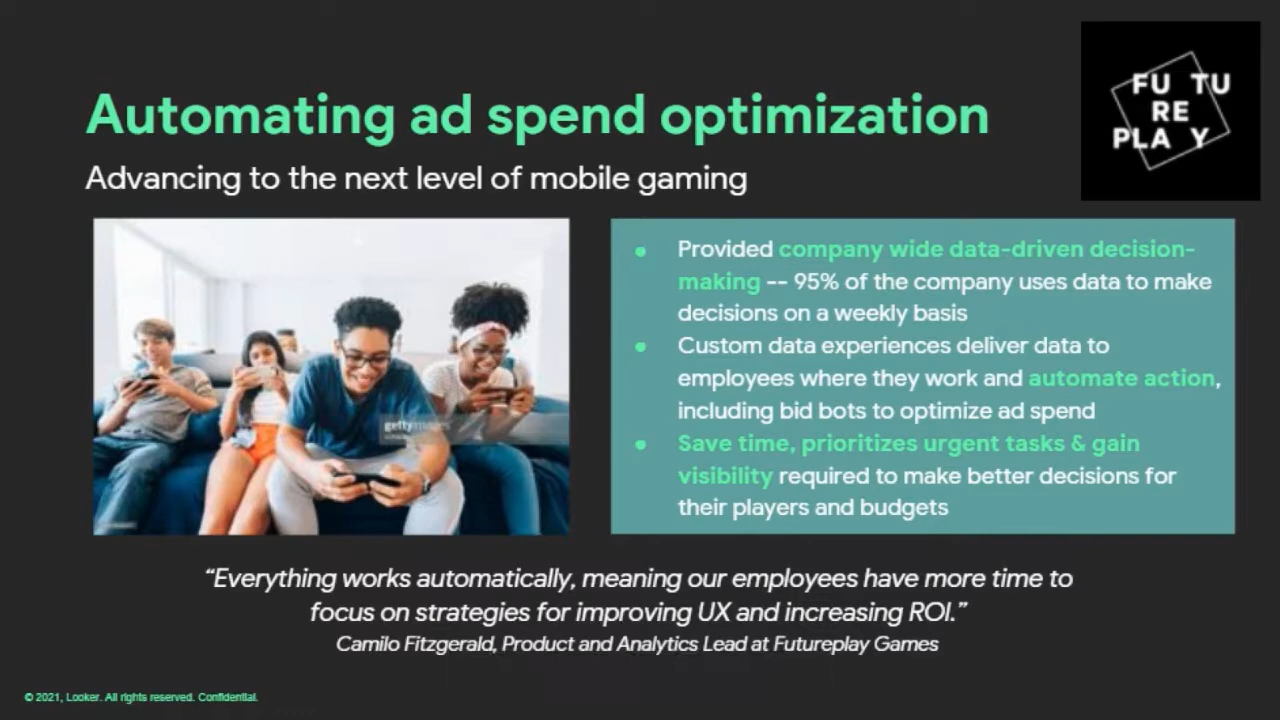 FU TU
RE
PLA Y
Automating ad spend optimization
Advancing to the next level of mobile gaming
gettyimages
• Provided company wide data-driven decision-
making -- 95% of the company uses data to make
decisions on a weekly basis
• Custom data experiences deliver data to
employees where they work and automate action,
including bid bots to optimize ad spend
• Save time, prioritizes urgent tasks & gain
visibility required to make better decisions for
their players and budgets
“Everything works automatically, meaning our employees have more time to
focus on strategies for improving UX and increasing ROI.”
Camilo Fitzgerald, Product and Analytics Lead at Futureplay Games
© 2021, Looker. All rights reserved. Confidential.